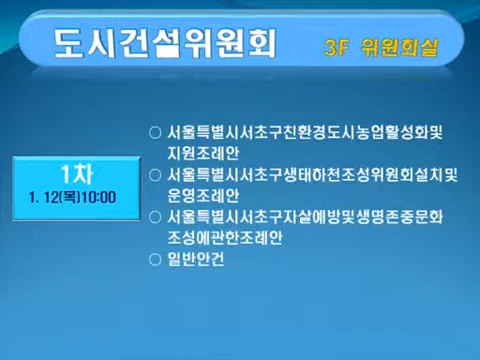 도시건설위원회 3F 위원회실
○ 서울특별시서초구친환경도시농업활성화및
지원조례안
1차
1. 12(목)10:00
○ 서울특별시서초구생태하천조성위원회설치및
운영조례안
○ 서울특별시서초구자살예방및생명존중문화
조성에관한조례안
○ 일반안건